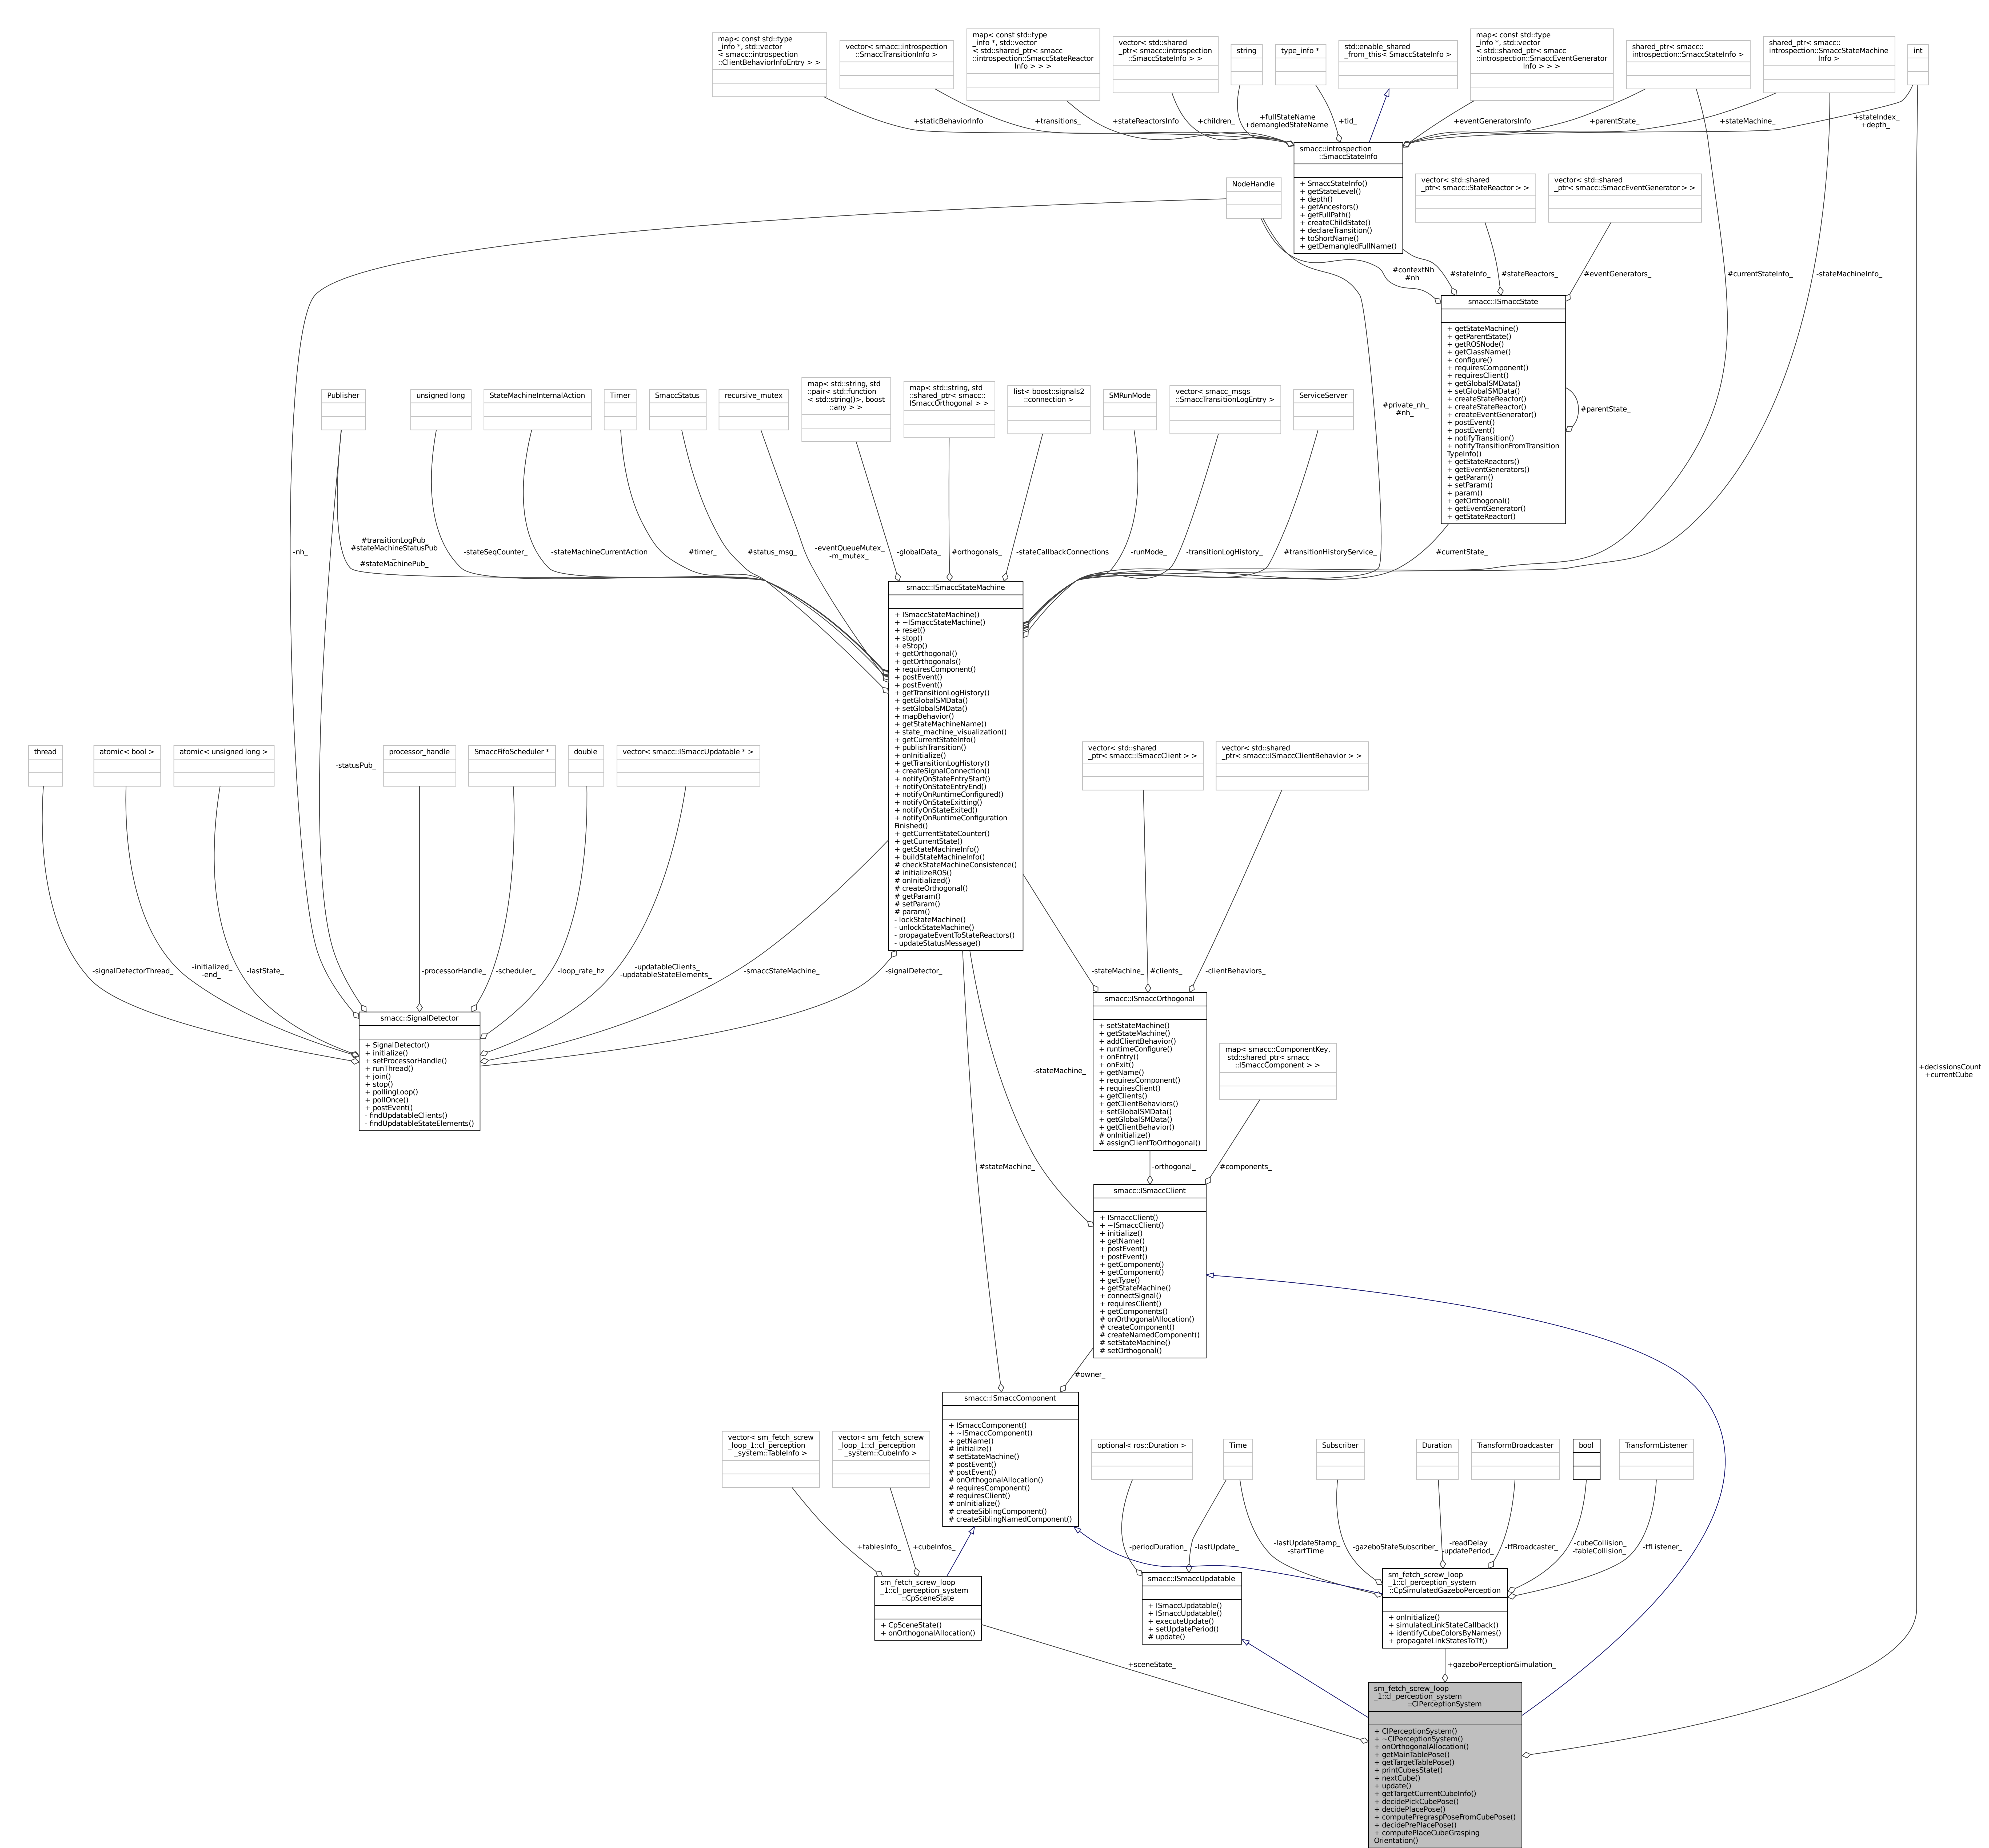 map< const std::type
_info *, std::vector
< smacc::introspection
::ClientBehaviorInfoEntry > >
vector< smacc::introspection
::SmaccTransitionInfo >
map< const std::type
_info *, std::vector
< std::shared_ptr< smacc
::introspection::SmaccStateReactor
Info > > >
vector< std::shared
_ptr< smacc::introspection
::SmaccStateInfo > >
string
type_info *
std::enable_shared
_from_this< SmaccStateInfo >
map< const std::type
_info *, std::vector
< std::shared_ptr< smacc
::introspection::SmaccEventGenerator
Info > > >
shared_ptr< smacc::
introspection::SmaccStateInfo >
shared_ptr< smacc::
introspection::SmaccStateMachine
Info >
int
+staticBehaviorInfo
+transitions_
+stateReactorsInfo
+children_
+fullStateName
+demangledStateName
+tid_
+eventGeneratorsInfo
+parentState_
+stateMachine_
+stateIndex_
+depth_
smacc::introspection
::SmaccStateInfo
+ SmaccStateInfo()
+ getStateLevel()
+ depth()
+ getAncestors()
+ getFullPath()
+ createChildState()
+ declareTransition()
+ toShortName()
+ getDemangledFullName()
NodeHandle
vector< std::shared
_ptr< smacc::StateReactor > >
vector< std::shared
_ptr< smacc::SmaccEventGenerator > >
#contextNh
#nh
#stateInfo_
#stateReactors_
#eventGenerators_
#currentStateInfo_
-stateMachineInfo_
smacc::ISmaccState
+ getStateMachine()
+ getParentState()
+ getROSNode()
+ getClassName()
+ configure()
+ requiresComponent()
+ requiresClient()
+ getGlobalSMData()
+ setGlobalSMData()
+ createStateReactor()
+ createStateReactor()
+ createEventGenerator()
+ postEvent()
+ postEvent()
+ notifyTransition()
+ notifyTransitionFromTransition
TypeInfo()
+ getStateReactors()
+ getEventGenerators()
+ getParam()
+ setParam()
+ param()
+ getOrthogonal()
+ getEventGenerator()
+ getStateReactor()
#parentState_
#private_nh_
#nh_
Publisher
unsigned long
StateMachineInternalAction
Timer
SmaccStatus
recursive_mutex
map< std::string, std
::pair< std::function
< std::string()>, boost
::any > >
map< std::string, std
::shared_ptr< smacc::
ISmaccOrthogonal > >
list< boost::signals2
::connection >
SMRunMode
vector< smacc_msgs
::SmaccTransitionLogEntry >
ServiceServer
-nh_
#transitionLogPub_
#stateMachineStatusPub
_
#stateMachinePub_
-stateSeqCounter_
-stateMachineCurrentAction
#timer_
#status_msg_
-eventQueueMutex_
-m_mutex_
-globalData_
#orthogonals_
-stateCallbackConnections
-runMode_
-transitionLogHistory_
#transitionHistoryService_
#currentState_
smacc::ISmaccStateMachine
+ ISmaccStateMachine()
+ ~ISmaccStateMachine()
+ reset()
+ stop()
+ eStop()
+ getOrthogonal()
+ getOrthogonals()
+ requiresComponent()
+ postEvent()
+ postEvent()
+ getTransitionLogHistory()
+ getGlobalSMData()
+ setGlobalSMData()
+ mapBehavior()
+ getStateMachineName()
+ state_machine_visualization()
+ getCurrentStateInfo()
+ publishTransition()
+ onInitialize()
+ getTransitionLogHistory()
+ createSignalConnection()
+ notifyOnStateEntryStart()
+ notifyOnStateEntryEnd()
+ notifyOnRuntimeConfigured()
+ notifyOnStateExitting()
+ notifyOnStateExited()
+ notifyOnRuntimeConfiguration
Finished()
+ getCurrentStateCounter()
+ getCurrentState()
+ getStateMachineInfo()
+ buildStateMachineInfo()
# checkStateMachineConsistence()
# initializeROS()
# onInitialized()
# createOrthogonal()
# getParam()
# setParam()
# param()
- lockStateMachine()
- unlockStateMachine()
- propagateEventToStateReactors()
- updateStatusMessage()
thread
atomic< bool >
atomic< unsigned long >
-statusPub_
processor_handle
SmaccFifoScheduler *
double
vector< smacc::ISmaccUpdatable * >
vector< std::shared
_ptr< smacc::ISmaccClient > >
vector< std::shared
_ptr< smacc::ISmaccClientBehavior > >
-signalDetectorThread_
-initialized_
-end_
-lastState_
-processorHandle_
-scheduler_
-loop_rate_hz
-updatableClients_
-updatableStateElements_
-smaccStateMachine_
-signalDetector_
-stateMachine_
#clients_
-clientBehaviors_
smacc::SignalDetector
+ SignalDetector()
+ initialize()
+ setProcessorHandle()
+ runThread()
+ join()
+ stop()
+ pollingLoop()
+ pollOnce()
+ postEvent()
- findUpdatableClients()
- findUpdatableStateElements()
smacc::ISmaccOrthogonal
+ setStateMachine()
+ getStateMachine()
+ addClientBehavior()
+ runtimeConfigure()
+ onEntry()
+ onExit()
+ getName()
+ requiresComponent()
+ requiresClient()
+ getClients()
+ getClientBehaviors()
+ setGlobalSMData()
+ getGlobalSMData()
+ getClientBehavior()
# onInitialize()
# assignClientToOrthogonal()
map< smacc::ComponentKey,
std::shared_ptr< smacc
::ISmaccComponent > >
-stateMachine_
+decissionsCount
+currentCube
#stateMachine_
-orthogonal_
#components_
smacc::ISmaccClient
+ ISmaccClient()
+ ~ISmaccClient()
+ initialize()
+ getName()
+ postEvent()
+ postEvent()
+ getComponent()
+ getComponent()
+ getType()
+ getStateMachine()
+ connectSignal()
+ requiresClient()
+ getComponents()
# onOrthogonalAllocation()
# createComponent()
# createNamedComponent()
# setStateMachine()
# setOrthogonal()
#owner_
smacc::ISmaccComponent
+ ISmaccComponent()
+ ~ISmaccComponent()
+ getName()
# initialize()
# setStateMachine()
# postEvent()
# postEvent()
# onOrthogonalAllocation()
# requiresComponent()
# requiresClient()
# onInitialize()
# createSiblingComponent()
# createSiblingNamedComponent()
vector< sm_fetch_screw
_loop_1::cl_perception
_system::TableInfo >
vector< sm_fetch_screw
_loop_1::cl_perception
_system::CubeInfo >
optional< ros::Duration >
Time
Subscriber
Duration
TransformBroadcaster
bool
TransformListener
+tablesInfo_
+cubeInfos_
-periodDuration_
-lastUpdate_
-lastUpdateStamp_
-startTime
-gazeboStateSubscriber_
-readDelay
-updatePeriod_
-tfBroadcaster_
-cubeCollision_
-tableCollision_
-tfListener_
sm_fetch_screw_loop
_1::cl_perception_system
::CpSceneState
+ CpSceneState()
+ onOrthogonalAllocation()
smacc::ISmaccUpdatable
+ ISmaccUpdatable()
+ ISmaccUpdatable()
+ executeUpdate()
+ setUpdatePeriod()
# update()
sm_fetch_screw_loop
_1::cl_perception_system
::CpSimulatedGazeboPerception
+ onInitialize()
+ simulatedLinkStateCallback()
+ identifyCubeColorsByNames()
+ propagateLinkStatesToTf()
+sceneState_
+gazeboPerceptionSimulation_
sm_fetch_screw_loop
_1::cl_perception_system
::ClPerceptionSystem
+ ClPerceptionSystem()
+ ~ClPerceptionSystem()
+ onOrthogonalAllocation()
+ getMainTablePose()
+ getTargetTablePose()
+ printCubesState()
+ nextCube()
+ update()
+ getTargetCurrentCubeInfo()
+ decidePickCubePose()
+ decidePlacePose()
+ computePregraspPoseFromCubePose()
+ decidePrePlacePose()
+ computePlaceCubeGrasping
Orientation()